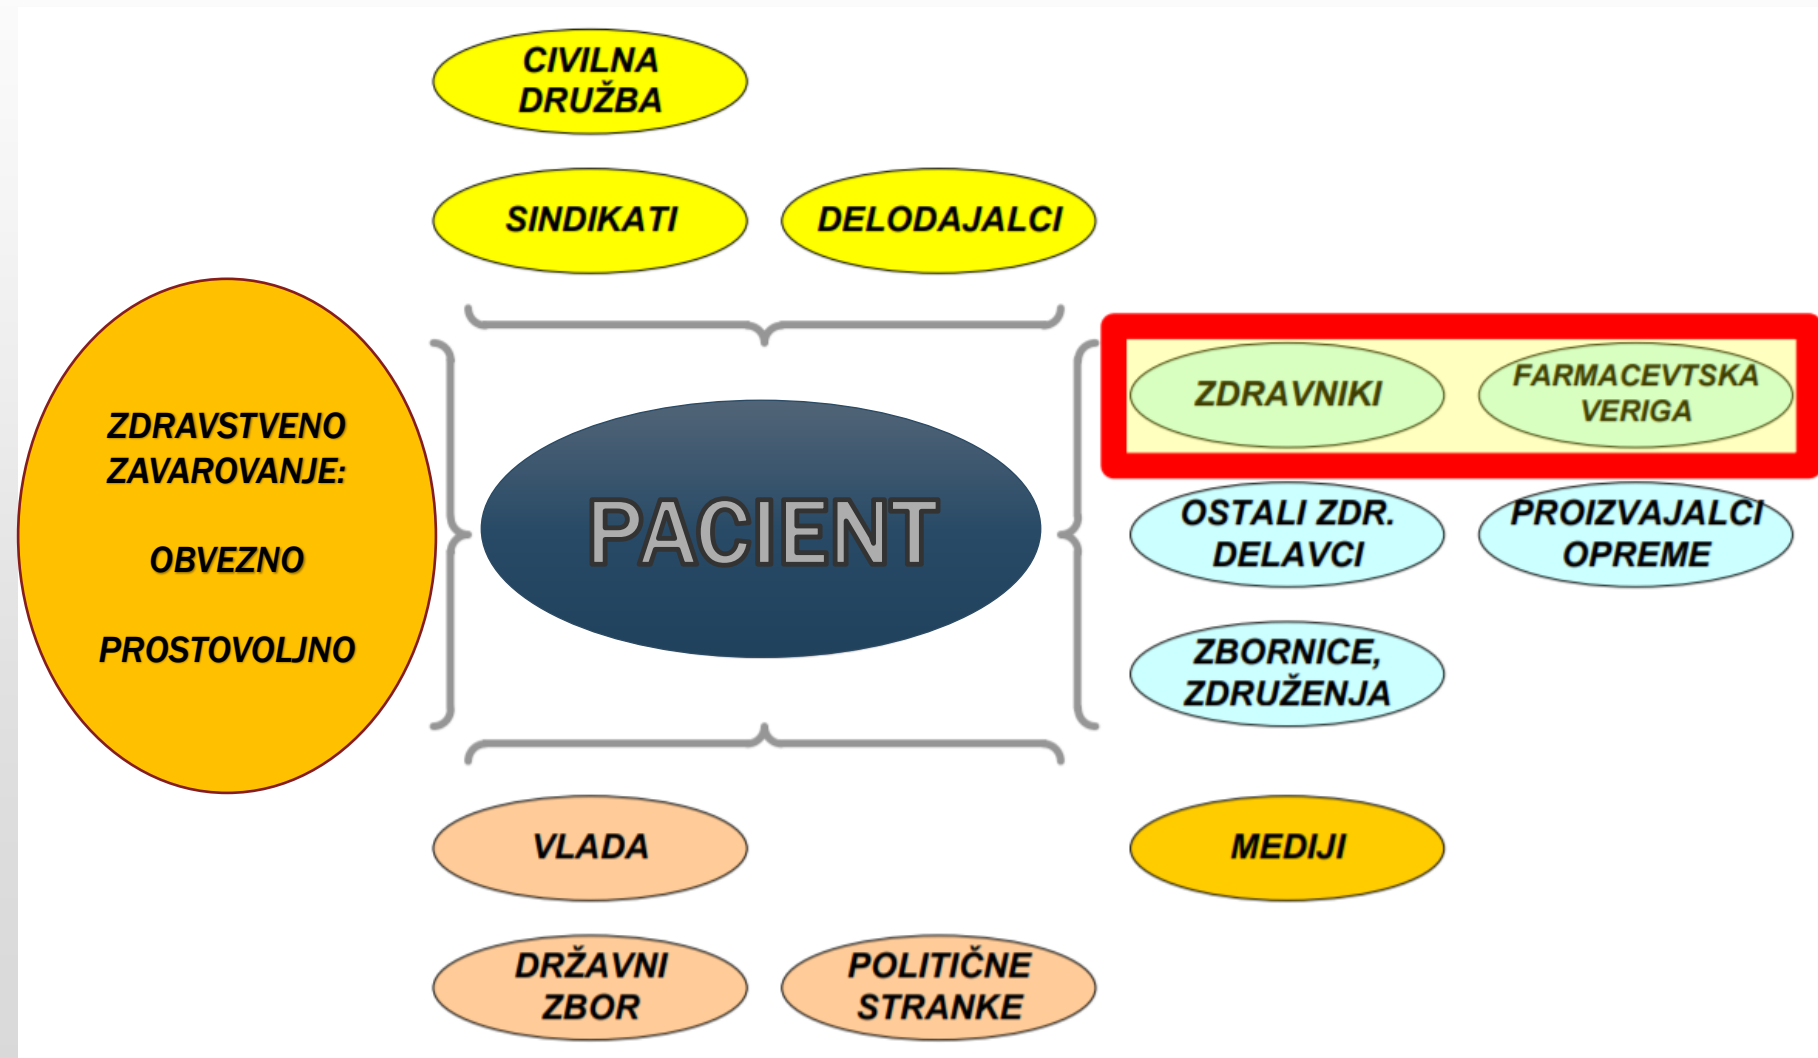 CIVILNA
DRUŽBA
SINDIKATI
DELODAJALCI
ZDRAVSTVENO
ZAVAROVANJE:
OBVEZNO
PROSTOVOLJNO
PACIENT
ZDRAVNIKI
FARMACEVTSKA
VERIGA
OSTALI ZDR.
DELAVCI
PROIZVAJALCI
OPREME
ZBORNICE,
ZDRUŽENJA
VLADA
MEDIJI
DRŽAVNI
ZBOR
POLITIČNE
STRANKE